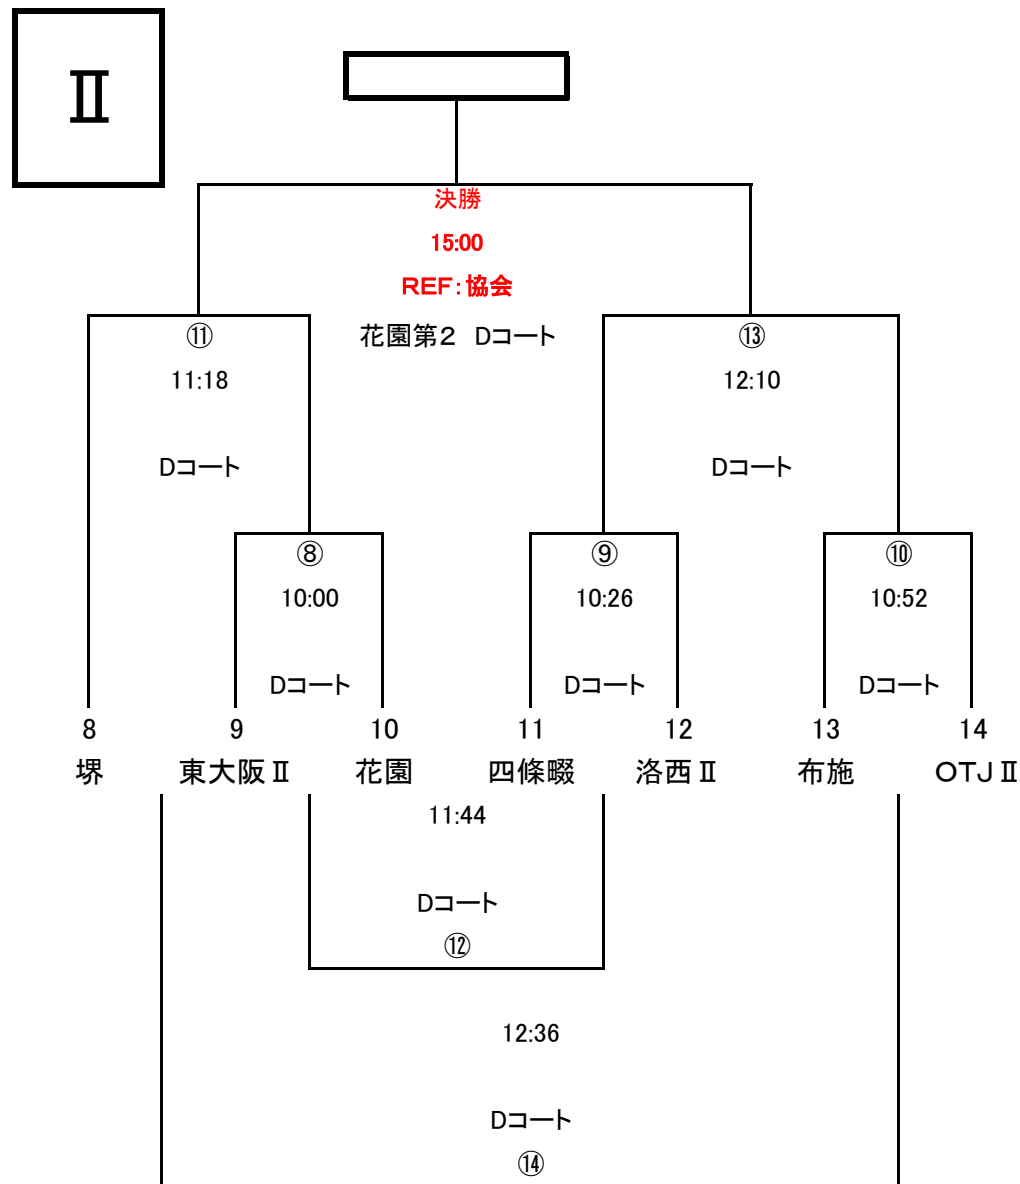 Ⅱ
決勝
15:00
REF:協会
花園第2 Dコート
⑪ ⑬
11:18 12:10
Dコート Dコート
⑧ ⑨ ⑩
10:00 10:26 10:52
Dコート Dコート Dコート
8 9 10 11 12 13 14
堺 東大阪Ⅱ 花園 四條畷 洛西Ⅱ 布施 OTJⅡ
11:44
Dコート
⑫
12:36
Dコート
⑭